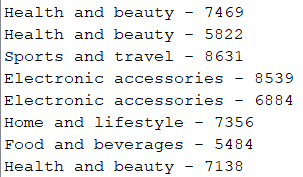 Health and beauty - 7469
Health and beauty - 5822
Sports and travel - 8631
Electronic accessories - 8539
Electronic accessories - 6884
Home and lifestyle - 7356
Food and beverages - 5484
Health and beauty - 7138